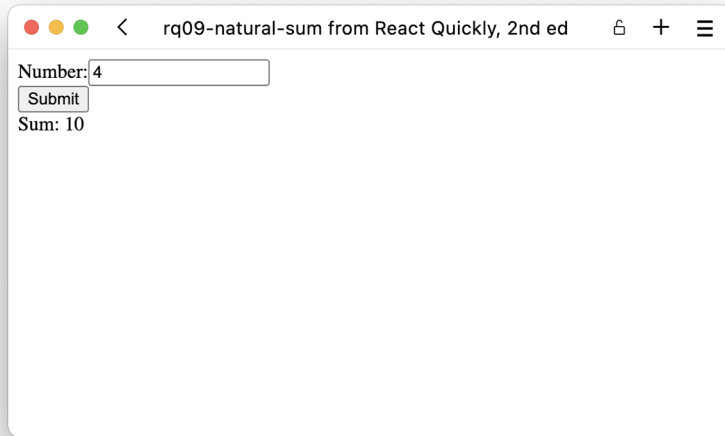 rq09-natural-sum from React Quickly, 2nd ed
Number: 4
Submit
Sum: 10